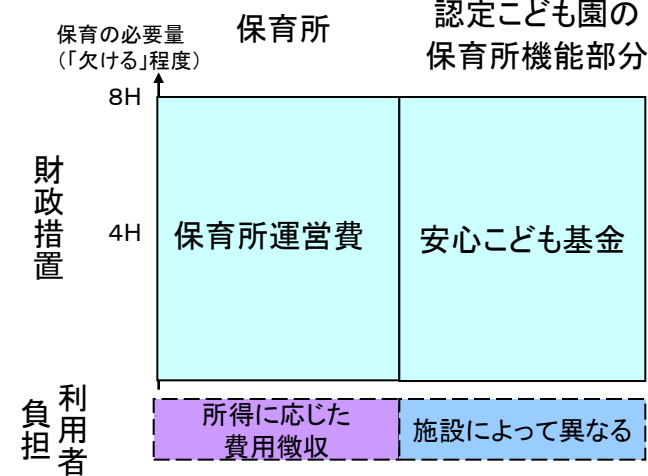 保育の必要量
(「欠ける」程度)
保育所
認定こども園の
保育所機能部分
8H
4H
財政措置
保育所運営費
安心こども基金
利用者
負担
所得に応じた
費用徴収
施設によって異なる